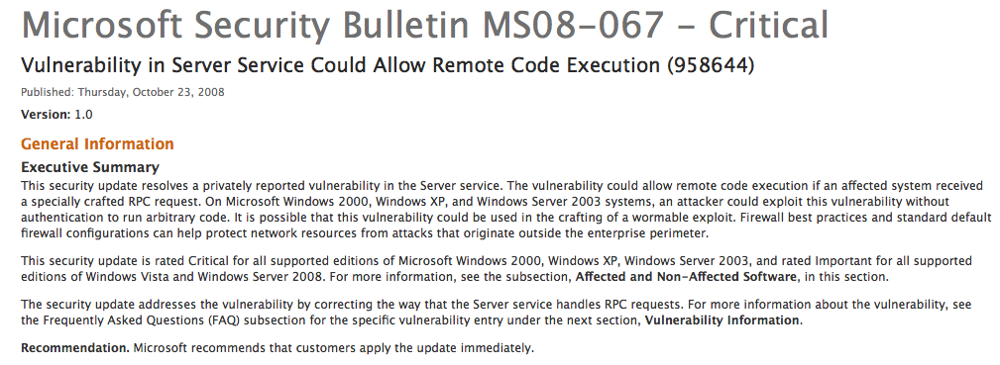 Microsoft Security Bulletin MS08-067 – Critical
Vulnerability in Server Service Could Allow Remote Code Execution (958644)
Published: Thursday, October 23, 2008
Version: 1.0
General Information
Executive Summary
This security update resolves a privately reported vulnerability in the Server service. The vulnerability could allow remote code execution if an affected system received
a specially crafted RPC request. On Microsoft Windows 2000, Windows XP, and Windows Server 2003 systems, an attacker could exploit this vulnerability without
authentication to run arbitrary code. It is possible that this vulnerability could be used in the crafting of a wormable exploit. Firewall best practices and standard default
firewall configurations can help protect network resources from attacks that originate outside the enterprise perimeter.
This security update is rated Critical for all supported editions of Microsoft Windows 2000, Windows XP, Windows Server 2003, and rated Important for all supported
editions of Windows Vista and Windows Server 2008. For more information, see the subsection, Affected and Non-Affected Software, in this section.
The security update addresses the vulnerability by correcting the way that the Server service handles RPC requests. For more information about the vulnerability, see
the Frequently Asked Questions (FAQ) subsection for the specific vulnerability entry under the next section, Vulnerability Information.
Recommendation. Microsoft recommends that customers apply the update immediately.